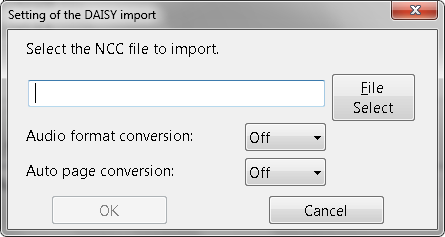 Setting of the DAISY import
Select the NCC file to import.
File
Select
Audio format conversion:
Off
Auto page conversion:
Off
OK
Cancel